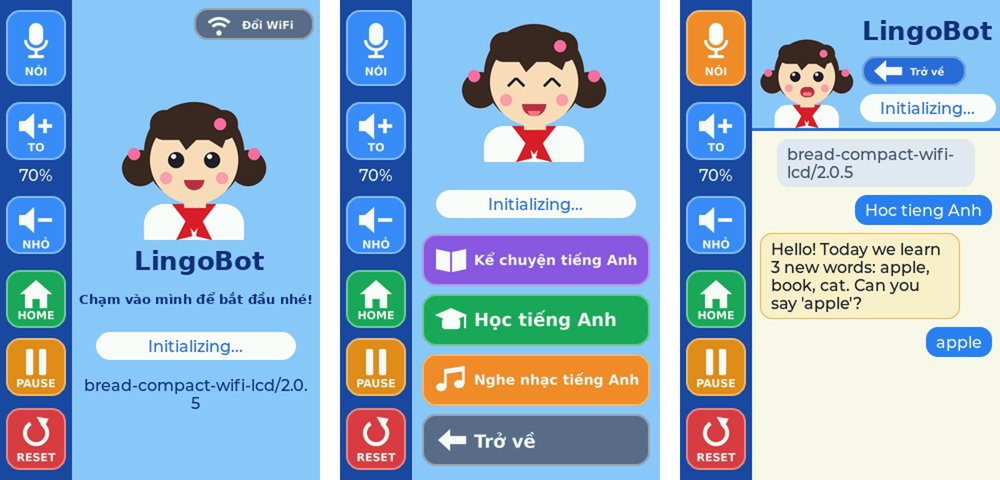 NÓI
TO
70%
NHỎ
HOME
PAUSE
RESET
Đổi WiFi
LingoBot
Chạm vào mình để bắt đầu nhé!
Initializing...
bread-compact-wifi-lcd/2.0.
5
NÓI
TO
70%
NHỎ
HOME
PAUSE
RESET
Initializing...
Kể chuyện tiếng Anh
Học tiếng Anh
Nghe nhạc tiếng Anh
Trở về
NÓI
TO
70%
NHỎ
HOME
PAUSE
RESET
LingoBot
Trở về
Initializing...
bread-compact-wifi-
lcd/2.0.5
Hoc tieng Anh
Hello! Today we learn
3 new words: apple,
book, cat. Can you
say 'apple'?
apple